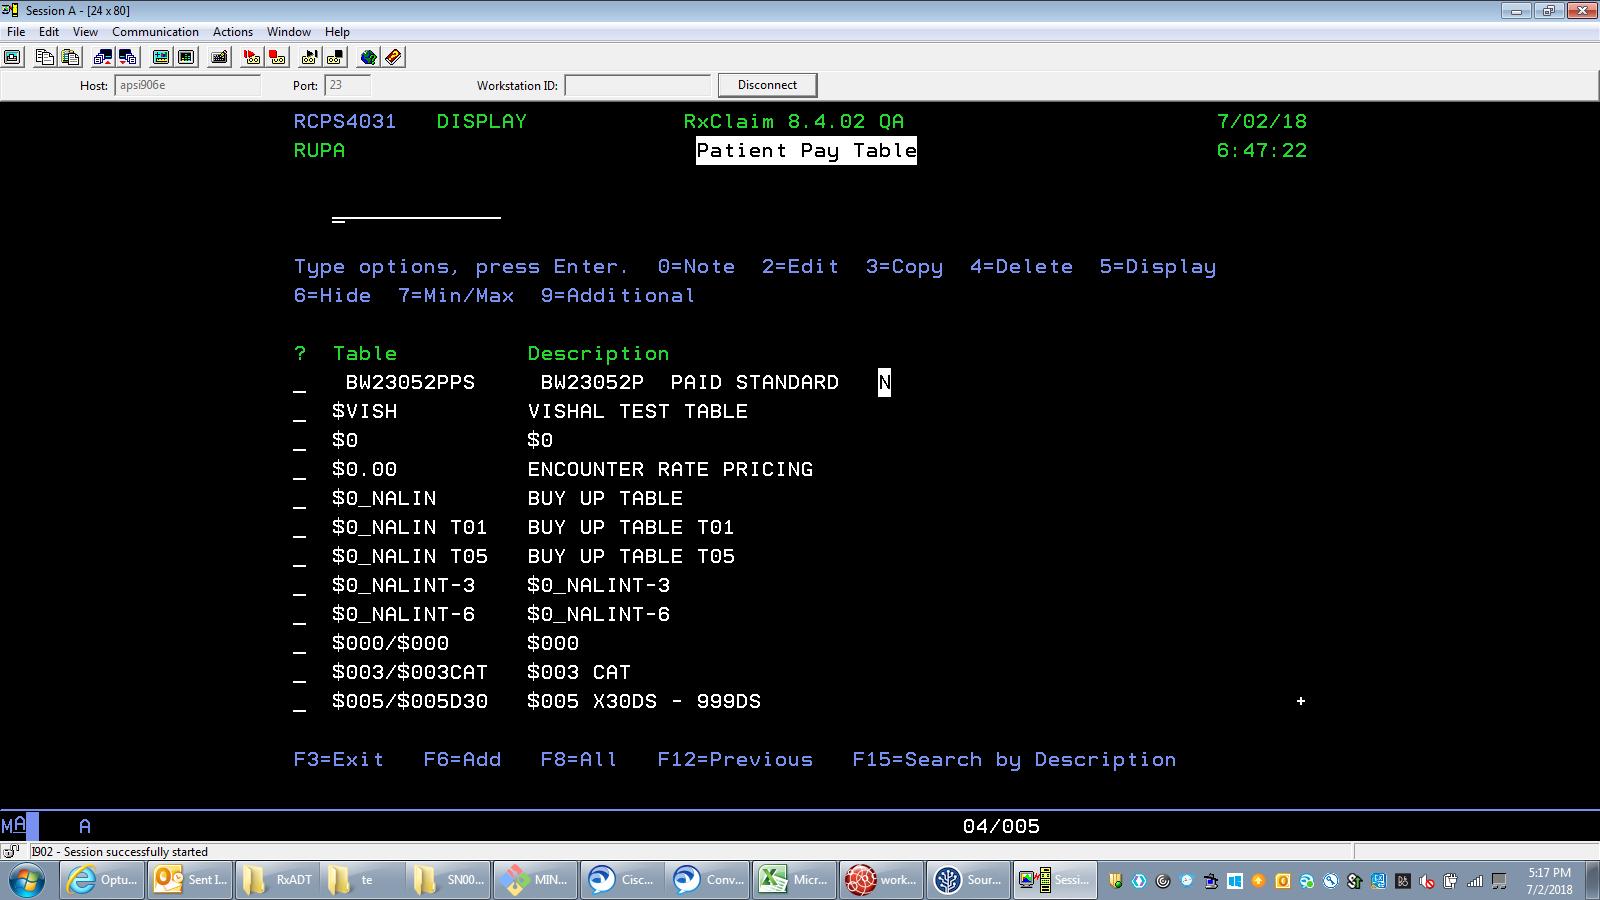 Session A - [24 x 80]
File Edit View Communication Actions Window Help
Host: apsi906e Port: 23 Workstation ID: Disconnect
RCPS4031 DISPLAY RxClaim 8.4.02 QA 7/02/18
RUPA Patient Pay Table 6:47:22
Type options, press Enter. 0=Note 2=Edit 3=Copy 4=Delete 5=Display
6=Hide 7=Min/Max 9=Additional
? Table Description
_ BW23052PPS BW23052P PAID STANDARD N
_ $VISH VISHAL TEST TABLE
_ $0 $0
_ $0.00 ENCOUNTER RATE PRICING
_ $0_NALIN BUY UP TABLE
_ $0_NALIN T01 BUY UP TABLE T01
_ $0_NALIN T05 BUY UP TABLE T05
_ $0_NALINT-3 $0_NALINT-3
_ $0_NALINT-6 $0_NALINT-6
_ $000/$000 $000
_ $003/$003CAT $003 CAT
_ $005/$005D30 $005 X30DS - 999DS +
F3=Exit F6=Add F8=All F12=Previous F15=Search by Description
MA A 04/005
I902 - Session successfully started
Optu... Sent I... RxADT te SN00... MIN... Cisc... Conv... Micr... work... Sour... Sessi... 5:17 PM
7/2/2018